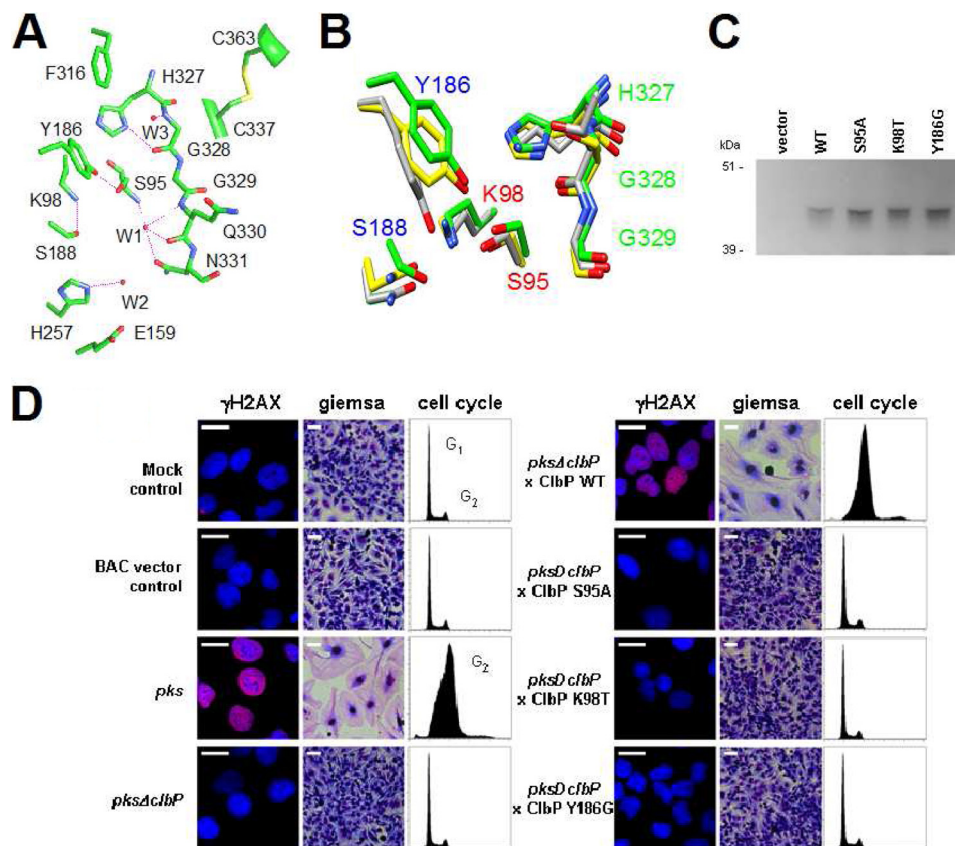 A
B
C
C363
F316
H327
W3
C337
Y186
G328
S95
K98
G329
W1
Q330
S188
N331
W2
H257
E159
Y186
H327
G328
K98
S188
G329
S95
vector
WT
S95A
K98T
Y186G
kDa
51 -
39 -
D
γH2AX giemsa cell cycle
Mock
control
G1
G2
BAC vector
control
pks
G2
pksΔclbP
γH2AX giemsa cell cycle
pksΔclbP
x ClbP WT
pksDclbP
x ClbP S95A
pksDclbP
x ClbP K98T
pksDclbP
x ClbP Y186G